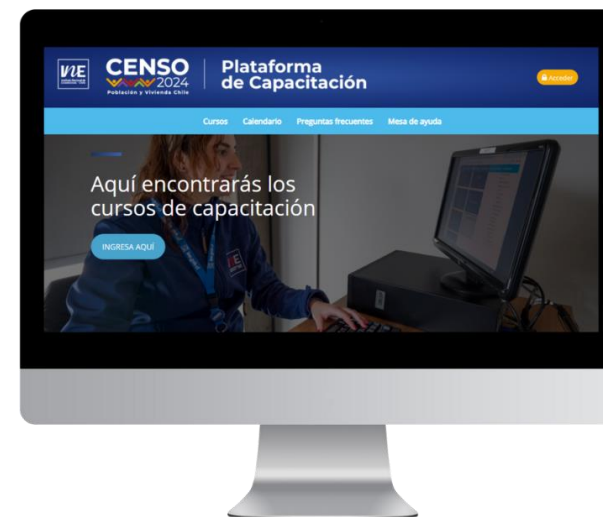 INE
CENSO
2024
Población y Vivienda Chile
Plataforma
de Capacitación
Acceder
Cursos Calendario Preguntas frecuentes Mesa de ayuda
Aquí encontrarás los
cursos de capacitación
INGRESA AQUÍ